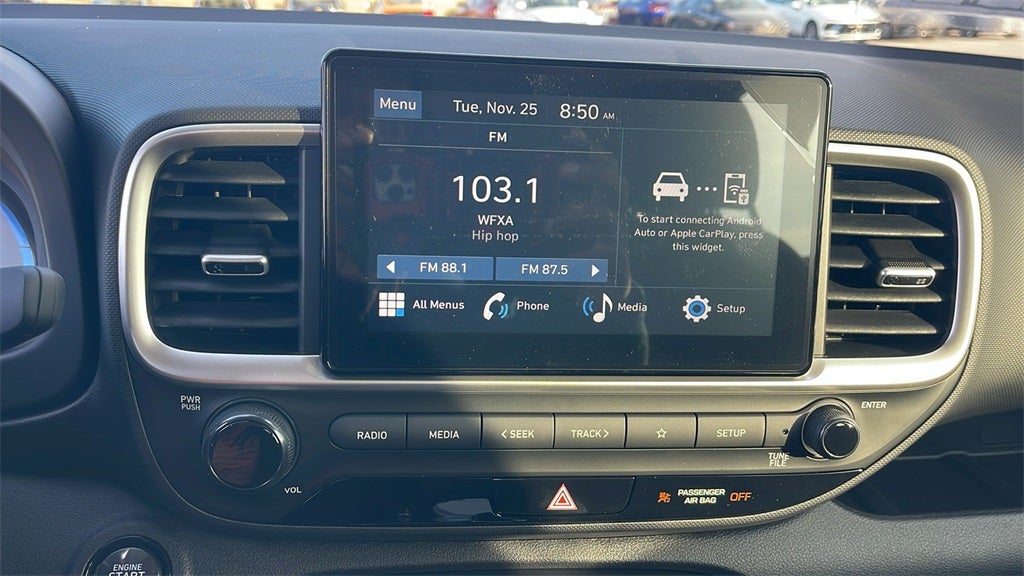 Menu Tue, Nov. 25 8:50 AM
FM
103.1
WFXA
Hip hop
To start connecting Android
Auto or Apple CarPlay, press
this widget.
FM 88.1 FM 87.5
All Menus Phone Media Setup
PWR
PUSH
ENTER
RADIO MEDIA < SEEK TRACK > SETUP
TUNE
FILE
VOL
PASSENGER
AIR BAG OFF
ENGINE
START